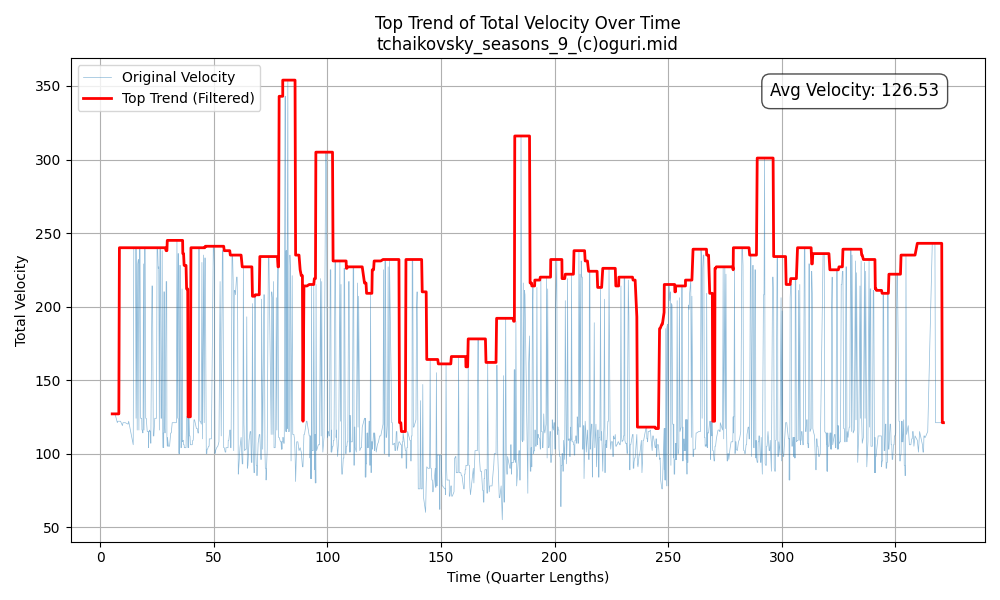 Top Trend of Total Velocity Over Time
tchaikovsky_seasons_9_(c)oguri.mid
Original Velocity
Top Trend (Filtered)
Avg Velocity: 126.53
350
300
250
200
150
100
50
Total Velocity
0 50 100 150 200 250 300 350
Time (Quarter Lengths)